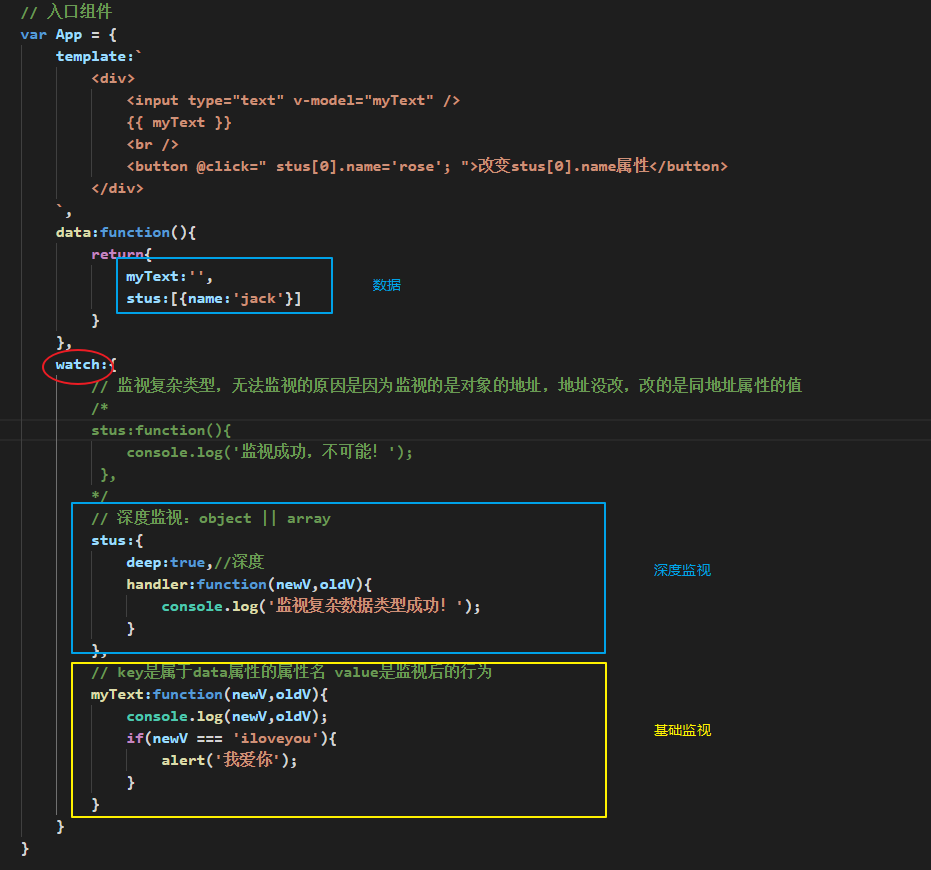 // 入口组件
var App = {
template:`
<div>
<input type="text" v-model="myText" />
{{ myText }}
<br />
<button @click=" stus[0].name='rose'; ">改变stus[0].name属性</button>
</div>
`,
data:function(){
return{
myText:'',
stus:[{name:'jack'}]
数据
}
},
watch:{
// 监视复杂类型，无法监视的原因是因为监视的是对象的地址，地址没改，改的是同地址属性的值
/*
stus:function(){
console.log('监视成功，不可能！');
},
*/
// 深度监视：object || array
stus:{
deep:true,//深度
深度监视
handler:function(newV,oldV){
console.log('监视复杂数据类型成功！');
}
},
// key是属于data属性的属性名 value是监视后的行为
myText:function(newV,oldV){
console.log(newV,oldV);
基础监视
if(newV === 'iloveyou'){
alert('我爱你');
}
}
}
}